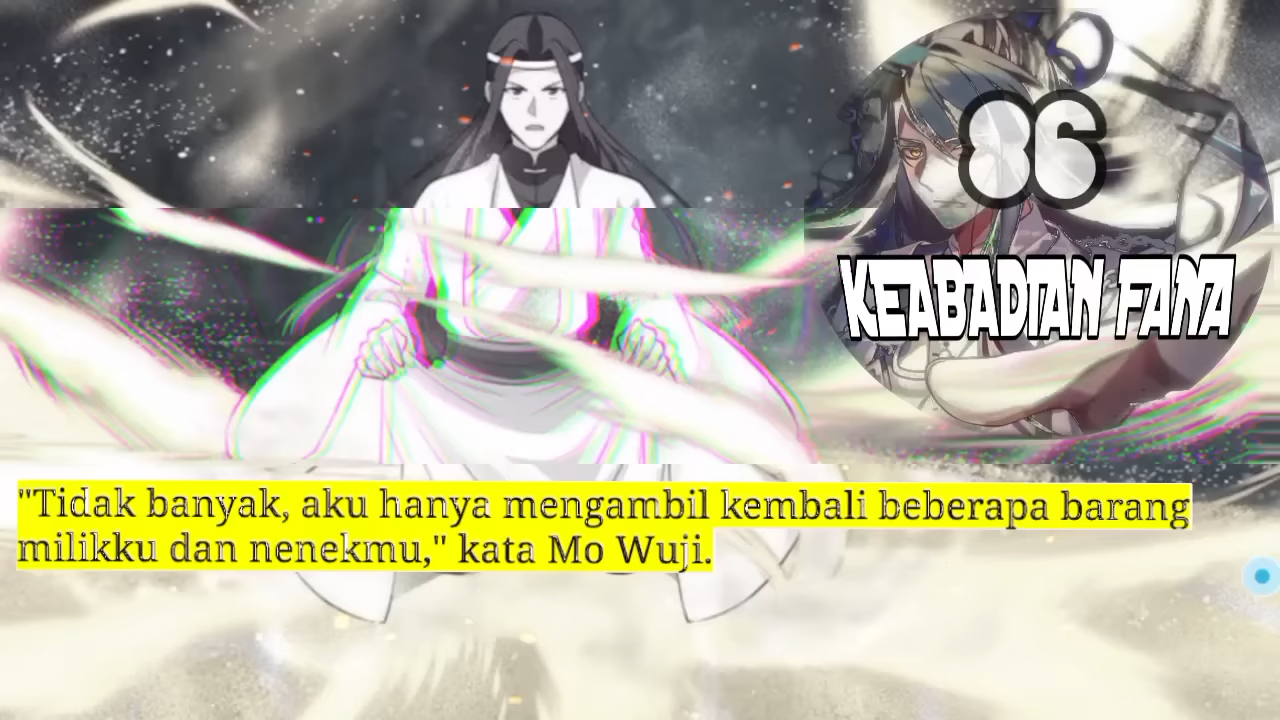 86
KEABADIAN FANA
"Tidak banyak, aku hanya mengambil kembali beberapa barang
milikku dan nenekmu," kata Mo Wuji.